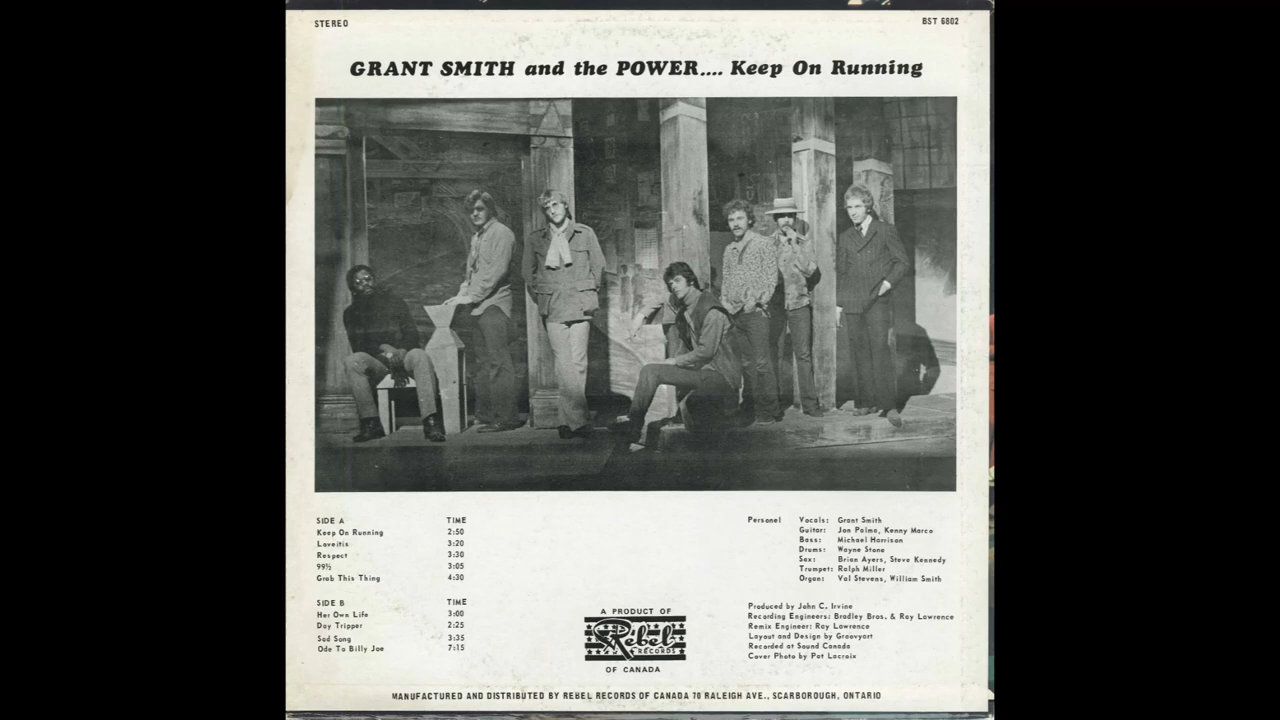 STEREO
BST 6802
GRANT SMITH and the POWER.... Keep On Running
SIDE A TIME
Keep On Running 2:50
Loveitis 3:20
Respect 3:30
99½ 3:05
Grab This Thing 4:30
SIDE B TIME
Her Own Life 3:00
Day Tripper 2:25
Sad Song 3:35
Ode To Billy Joe 7:15
A PRODUCT OF
Rebel
RECORDS
OF CANADA
Personel Vocals: Grant Smith
Guitar: Jon Palma, Kenny Marco
Bass: Michael Harrison
Drums: Wayne Stone
Sax: Brian Ayers, Steve Kennedy
Trumpet: Ralph Miller
Organ: Val Stevens, William Smith
Produced by John C. Irvine
Recording Engineers: Bradley Bros. & Ray Lawrence
Remix Engineer: Ray Lawrence
Layout and Design by Groovyart
Recorded at Sound Canada
Cover Photo by Pat Lacroix
MANUFACTURED AND DISTRIBUTED BY REBEL RECORDS OF CANADA 70 RALEIGH AVE., SCARBOROUGH, ONTARIO